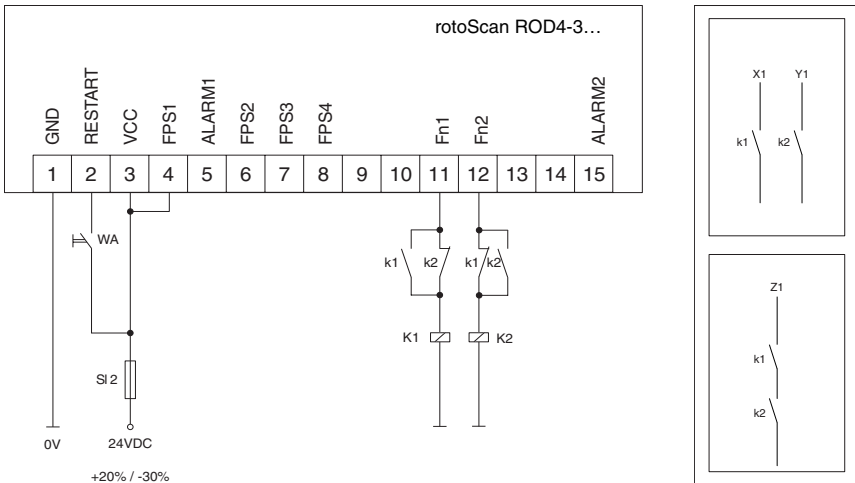 rotoScan ROD4-3…
GND RESTART VCC FPS1 ALARM1 FPS2 FPS3 FPS4 Fn1 Fn2 ALARM2
1 2 3 4 5 6 7 8 9 10 11 12 13 14 15
WA
k1 k2 k1 k2
K1 K2
SI 2
0V 24VDC
+20% / -30%
X1 Y1
k1 k2
Z1
k1
k2